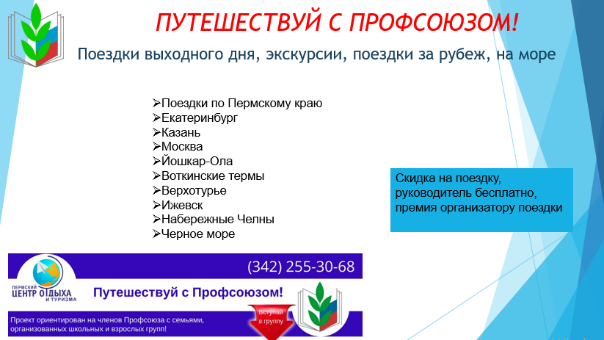 ПУТЕШЕСТВУЙ С ПРОФСОЮЗОМ!
Поездки выходного дня, экскурсии, поездки за рубеж, на море
➢Поездки по Пермскому краю
➢Екатеринбург
➢Казань
➢Москва
➢Йошкар-Ола
➢Воткинские термы
➢Верхотурье
➢Ижевск
➢Набережные Челны
➢Черное море
Скидка на поездку,
руководитель бесплатно,
премия организатору поездки
(342) 255-30-68
ПЕРМСКИЙ
ЦЕНТР ОТДЫХА
И ТУРИЗМА
Путешествуй с Профсоюзом!
Вступай
в группу
Проект ориентирован на членов Профсоюза с семьями,
организованных школьных и взрослых групп!